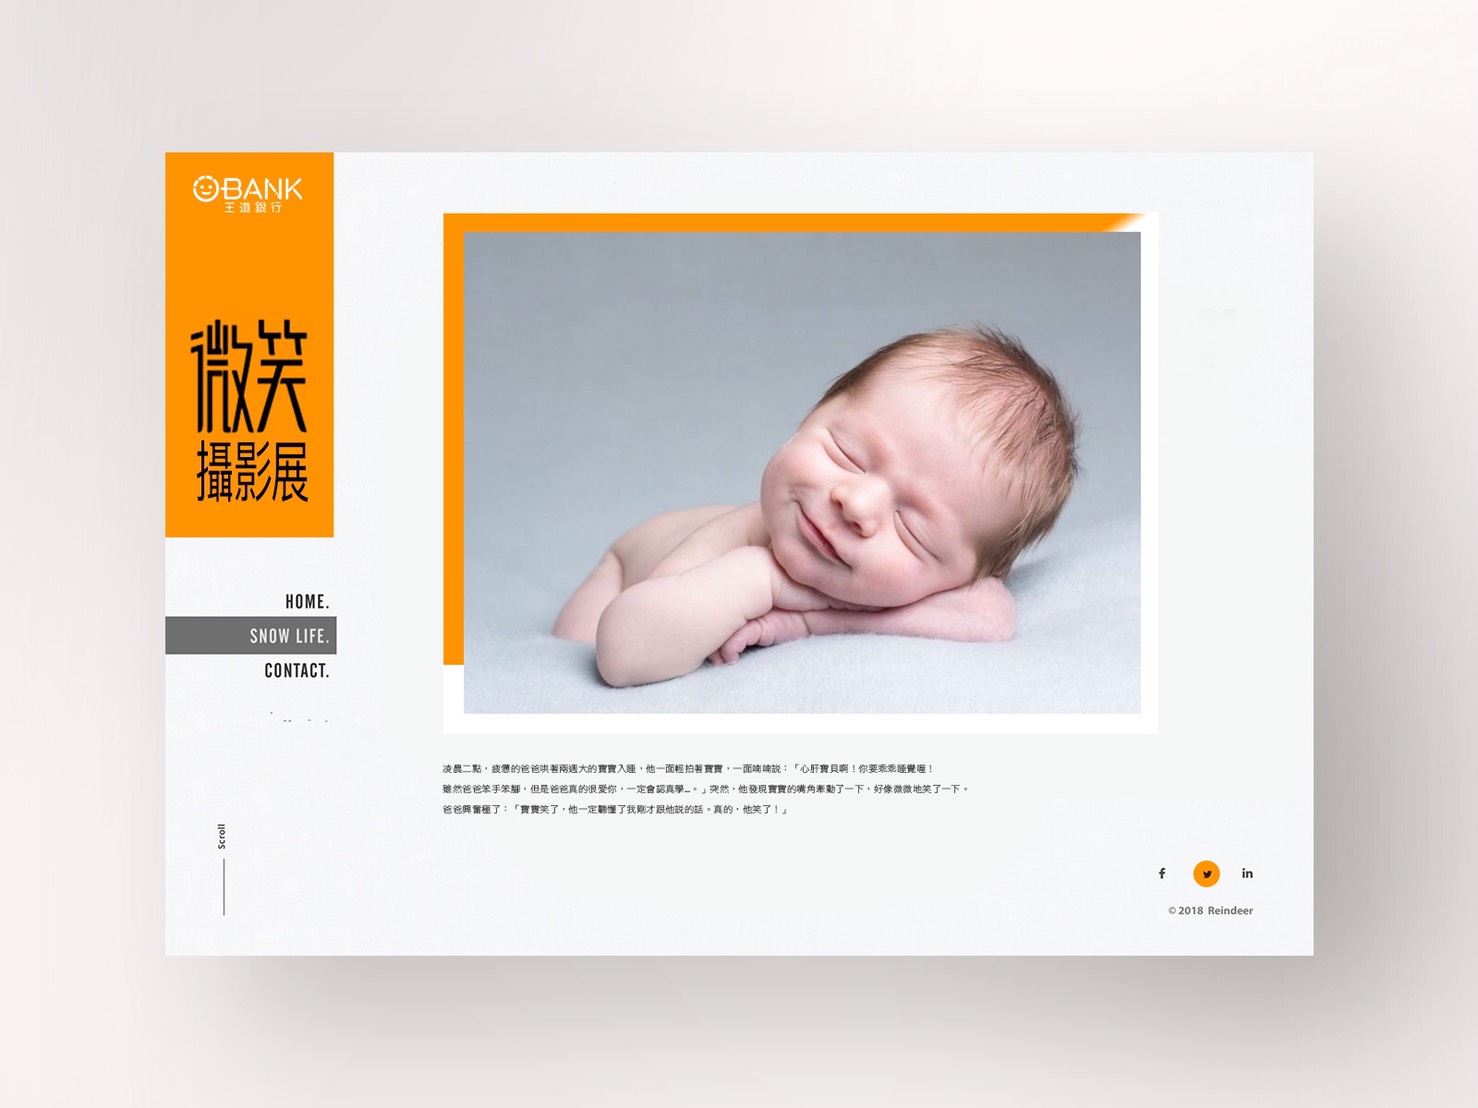 BANK
王道銀行
微笑
攝影展
HOME.
SNOW LIFE.
CONTACT.
Scroll
凌晨二點，疲憊的爸爸哄著兩週大的寶寶入睡，他一面輕拍著寶寶，一面喃喃說：「心肝寶貝啊！你要乖乖睡覺喔！
雖然爸爸笨手笨腳，但是爸爸真的很愛你，一定會認真學...。」突然，他發現寶寶的嘴角牽動了一下，好像微微地笑了一下。
爸爸興奮極了：「寶寶笑了，他一定聽懂了我剛才跟他說的話。真的，他笑了！」
f
in
© 2018 Reindeer